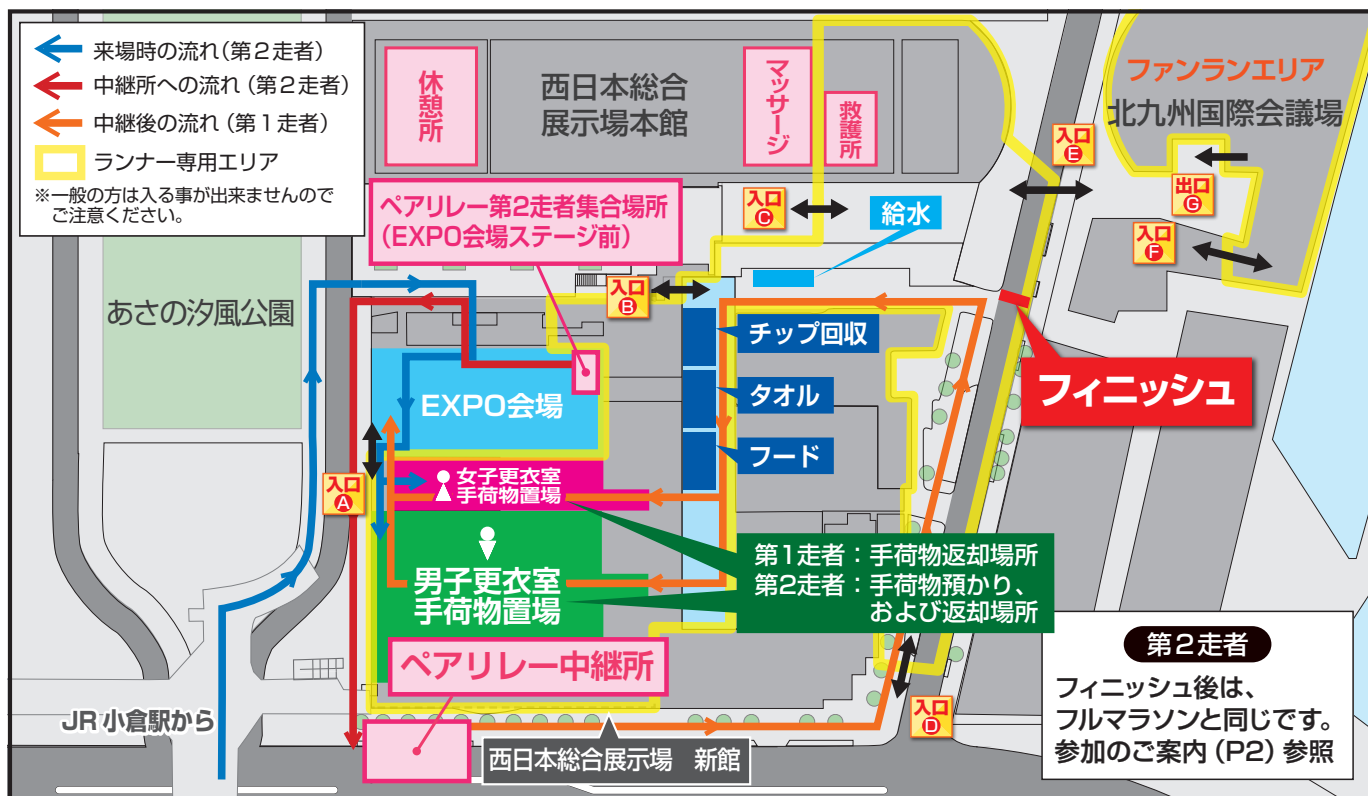 来場時の流れ(第2走者)
中継所への流れ(第2走者)
中継後の流れ(第1走者)
ランナー専用エリア
※一般の方は入る事が出来ませんので
ご注意ください。
休憩所
西日本総合
展示場本館
マッサージ
救護所
ファンランエリア
北九州国際会議場
入口
E
出口
G
入口
F
入口
C
給水
ペアリレー第2走者集合場所
(EXPO会場ステージ前)
入口
B
あさの汐風公園
チップ回収
タオル
フード
フィニッシュ
EXPO会場
入口
A
女子更衣室
手荷物置場
男子更衣室
手荷物置場
第1走者:手荷物返却場所
第2走者:手荷物預かり、
および返却場所
ペアリレー中継所
JR小倉駅から
西日本総合展示場 新館
入口
D
第2走者
フィニッシュ後は、
フルマラソンと同じです。
参加のご案内(P2)参照